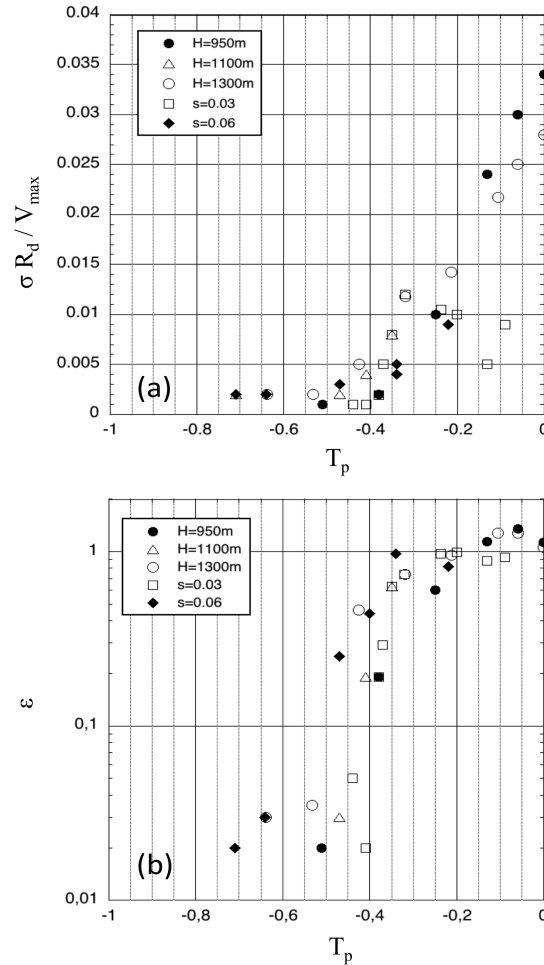 0.04
0.035
0.03
0.025
0.02
0.015
0.01
0.005
0
σ R_d / V_max
H=950m
H=1100m
H=1300m
s=0.03
s=0.06
(a)
-1 -0.8 -0.6 -0.4 -0.2 0
T_p
1
0,1
0,01
ε
H=950m
H=1100m
H=1300m
s=0.03
s=0.06
(b)
-1 -0,8 -0,6 -0,4 -0,2 0
T_p